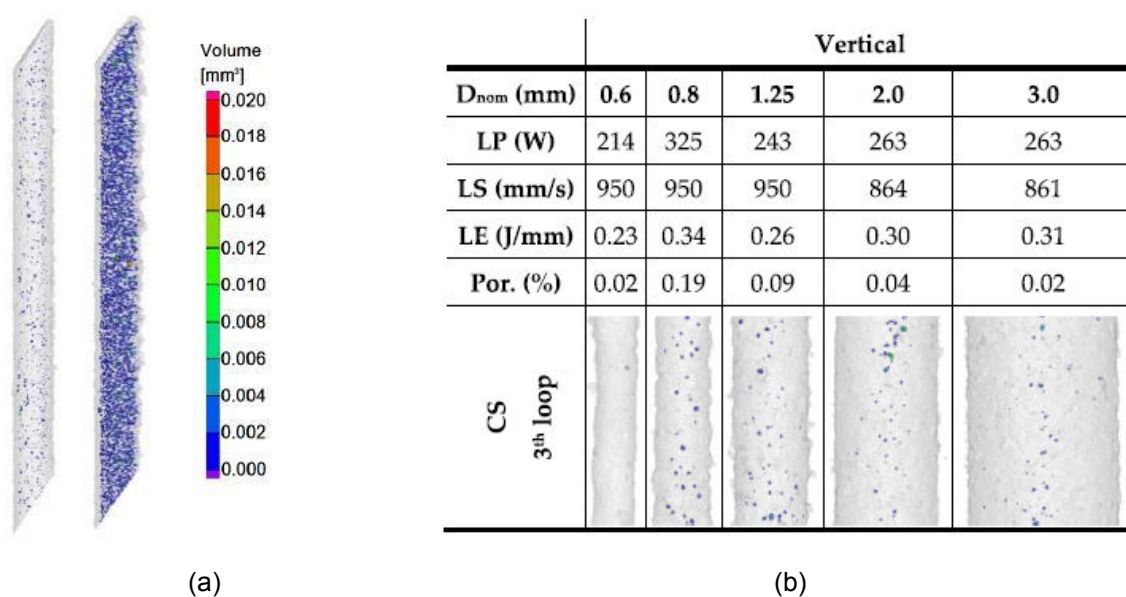 Volume
[mm³]
0.020
0.018
0.016
0.014
0.012
0.010
0.008
0.006
0.004
0.002
0.000
(a)
Vertical
Dnom (mm) 0.6 0.8 1.25 2.0 3.0
LP (W) 214 325 243 263 263
LS (mm/s) 950 950 950 864 861
LE (J/mm) 0.23 0.34 0.26 0.30 0.31
Por. (%) 0.02 0.19 0.09 0.04 0.02
CS
3th loop
(b)